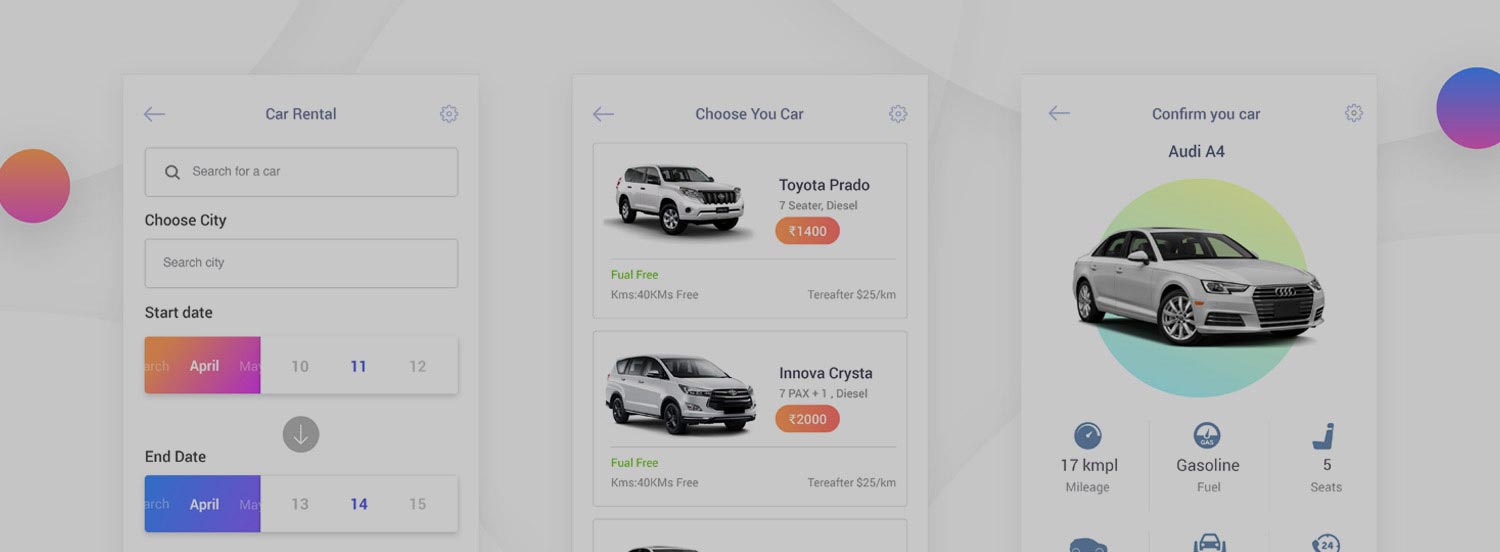 Car Rental
Search for a car
Choose City
Search city
Start date
arch April May 10 11 12
End Date
arch April May 13 14 15
Choose You Car
Toyota Prado
7 Seater, Diesel
₹1400
Fual Free
Kms:40KMs Free Tereafter $25/km
Innova Crysta
7 PAX + 1 , Diesel
₹2000
Fual Free
Kms:40KMs Free Tereafter $25/km
Confirm you car
Audi A4
GAS
17 kmpl Gasoline 5
Mileage Fuel Seats
24